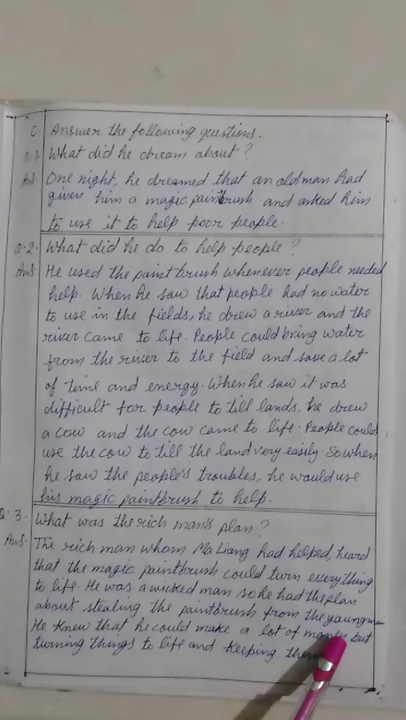 C. Answer the following questions.
Q.1. What did he dream about?
Ans. One night, he dreamed that an old man had
given him a magic paintbrush and asked him
to use it to help poor people.
Q.2. What did he do to help people?
Ans. He used the paintbrush whenever people needed
help. When he saw that people had no water
to use in the fields, he drew a river and the
river came to life. People could bring water
from the river to the field and save a lot
of time and energy. When he saw it was
difficult for people to till lands, he drew
a cow and the cow came to life. People could
use the cow to till the land very easily. So when
he saw the people's troubles, he would use
his magic paintbrush to help.
Q.3. What was the rich man's plan?
Ans. The rich man whom Ma Liang had helped, heard
that the magic paintbrush could turn everything
to life. He was a wicked man so he had the plan
about stealing the paintbrush from the young man
He knew that he could make a lot of money but
turning things to life and keeping